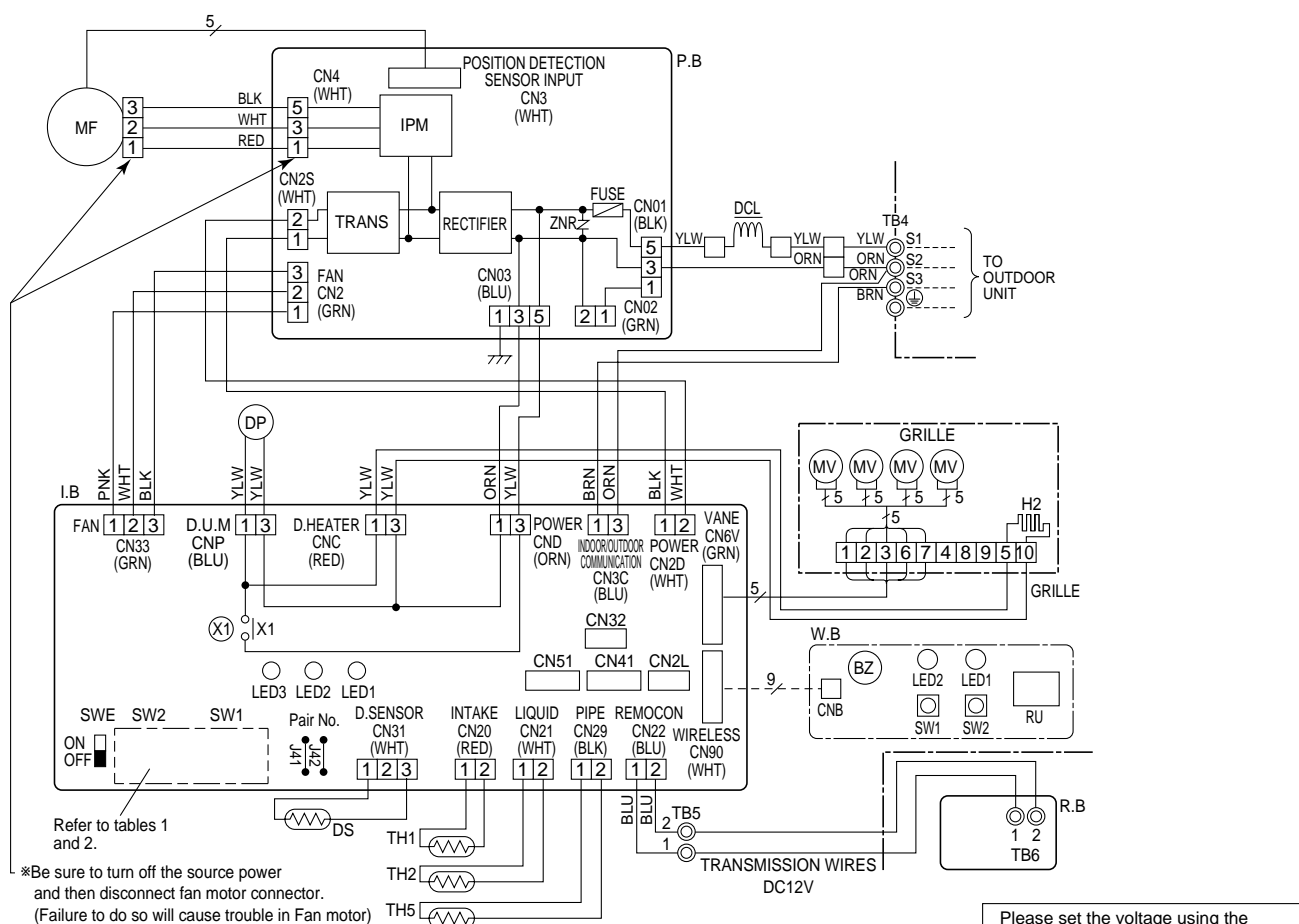 5
P.B
POSITION DETECTION
SENSOR INPUT
CN3
(WHT)
CN4
(WHT)
MF
3
2
1
BLK
WHT
RED
5
3
1
IPM
CN2S
(WHT)
2
1
TRANS
RECTIFIER
FUSE
ZNR
CN01
(BLK)
5
3
1
YLW
DCL
YLW
ORN
YLW
ORN
ORN
BRN
TB4
S1
S2
S3
TO
OUTDOOR
UNIT
3
2
1
FAN
CN2
(GRN)
CN03
(BLU)
1 3 5
2 1
CN02
(GRN)
DP
I.B
PNK
WHT
BLK
YLW
YLW
YLW
YLW
ORN
YLW
BRN
ORN
BLK
WHT
FAN 1 2 3
CN33
(GRN)
D.U.M
CNP
(BLU)
1 3
D.HEATER
CNC
(RED)
1 3
1 3
POWER
CND
(ORN)
1 3
INDOOR/OUTDOOR
COMMUNICATION
CN3C
(BLU)
1 2
POWER
CN2D
(WHT)
VANE
CN6V
(GRN)
5
GRILLE
MV MV MV MV
5 5 5 5
5
H2
1 2 3 6 7 4 8 9 5 10
GRILLE
X1 X1
CN32
CN51 CN41 CN2L
LED3 LED2 LED1
W.B
BZ
LED2 LED1
CNB
SW1 SW2
RU
9
SWE SW2 SW1
ON
OFF
Pair No.
J41 J42
D.SENSOR
CN31
(WHT)
1 2 3
INTAKE
CN20
(RED)
1 2
LIQUID
CN21
(WHT)
1 2
PIPE
CN29
(BLK)
1 2
REMOCON
CN22
(BLU)
1 2
WIRELESS
CN90
(WHT)
BLU
BLU
2
1
TB5
TRANSMISSION WIRES
DC12V
R.B
1 2
TB6
DS
TH1
TH2
TH5
Refer to tables 1
and 2.
※Be sure to turn off the source power
and then disconnect fan motor connector.
(Failure to do so will cause trouble in Fan motor)
Please set the voltage using the